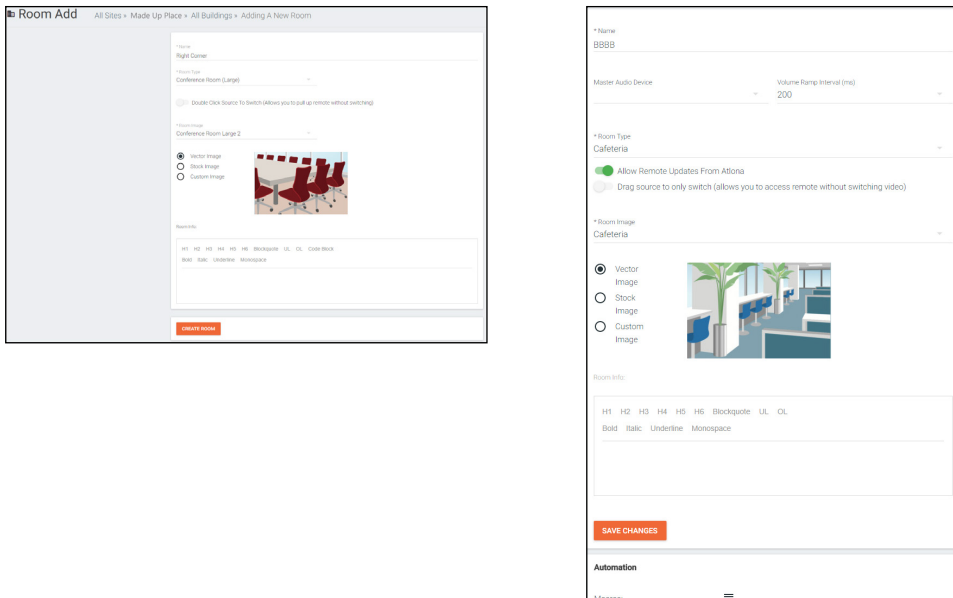 Room Add All Sites » Made Up Place » All Buildings » Adding A New Room
* Name
Right Corner
* Room Type
Conference Room (Large)
Double Click Source To Switch (Allows you to pull up remote without switching)
* Room Image
Conference Room Large 2
Vector Image
Stock Image
Custom Image
Room Info:
H1 H2 H3 H4 H5 H6 Blockquote UL OL Code Block
Bold Italic Underline Monospace
CREATE ROOM
* Name
BBBB
Master Audio Device Volume Ramp Interval (ms)
200
* Room Type
Cafeteria
Allow Remote Updates From Atlona
Drag source to only switch (allows you to access remote without switching video)
* Room Image
Cafeteria
Vector
Image
Stock
Image
Custom
Image
Room Info:
H1 H2 H3 H4 H5 H6 Blockquote UL OL
Bold Italic Underline Monospace
SAVE CHANGES
Automation